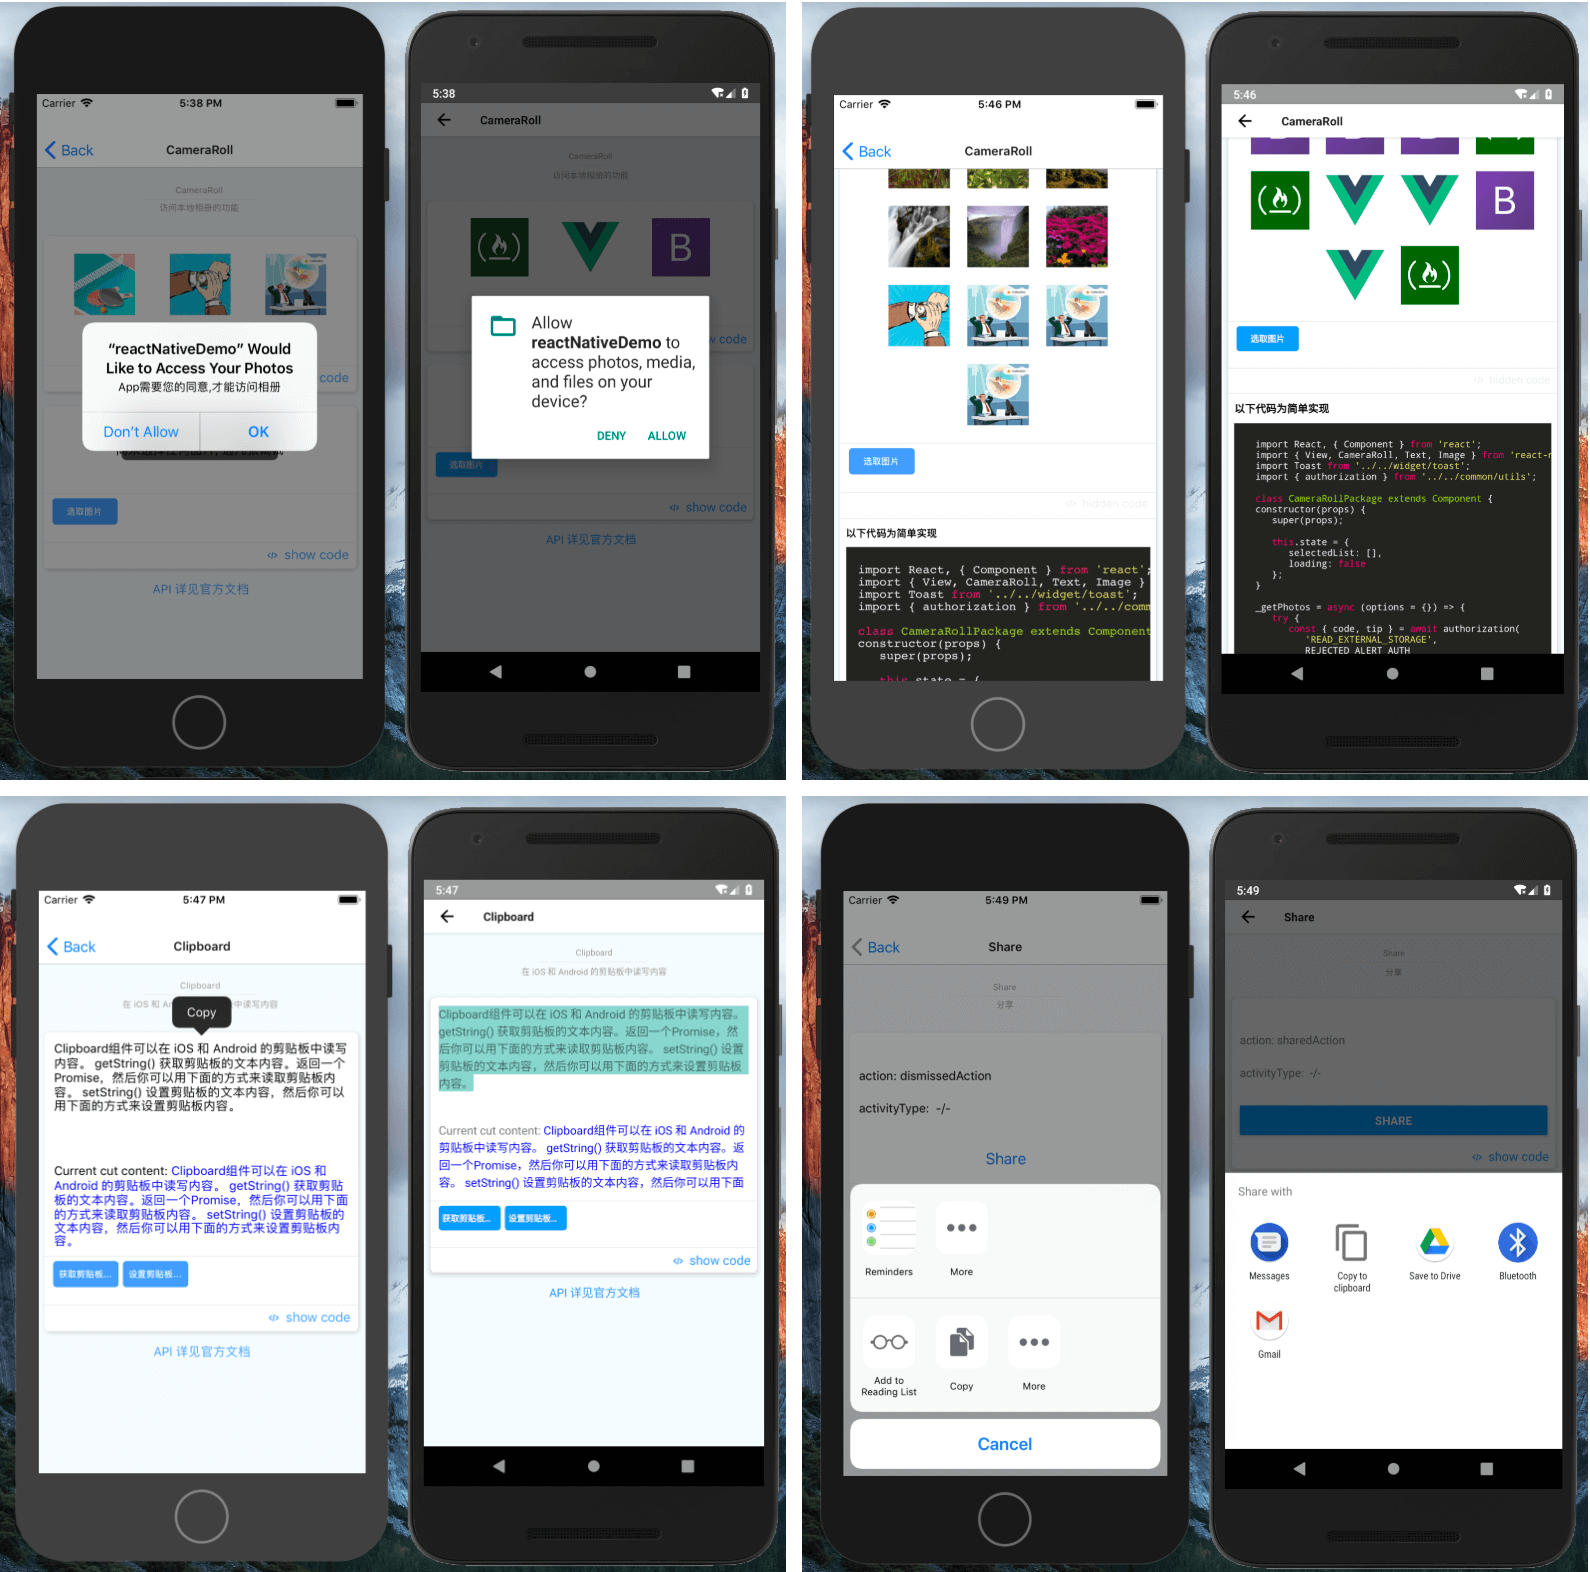 Carrier
5:38 PM
Back
CameraRoll
CameraRoll
访问本地相册的功能
“reactNativeDemo” Would
Like to Access Your Photos
App需要您的同意,才能访问相册
Don’t Allow
OK
code
选取图片
</> show code
API 详见官方文档
5:38
CameraRoll
CameraRoll
访问本地相册的功能
B
Allow
reactNativeDemo to
access photos, media,
and files on your
device?
DENY
ALLOW
w code
选取图片
</> show code
API 详见官方文档
Carrier
5:46 PM
Back
CameraRoll
选取图片
</> hidden code
以下代码为简单实现
import React, { Component } from 'react';
import { View, CameraRoll, Text, Image }
import Toast from '../../widget/toast';
import { authorization } from '../../comm
class CameraRollPackage extends Component
constructor(props) {
super(props);
this.state = {
5:46
CameraRoll
B
选取图片
</> hidden code
以下代码为简单实现
import React, { Component } from 'react';
import { View, CameraRoll, Text, Image } from 'react-r
import Toast from '../../widget/toast';
import { authorization } from '../../common/utils';
class CameraRollPackage extends Component {
constructor(props) {
super(props);
this.state = {
selectedList: [],
loading: false
};
}
_getPhotos = async (options = {}) => {
try {
const { code, tip } = await authorization(
'READ_EXTERNAL_STORAGE',
REJECTED_ALERT_AUTH
Carrier
5:47 PM
Back
Clipboard
Clipboard
在 iOS 和 An
中读写内容
Copy
Clipboard组件可以在 iOS 和 Android 的剪贴板中读写
内容。 getString() 获取剪贴板的文本内容。返回一个
Promise，然后你可以用下面的方式来读取剪贴板内
容。 setString() 设置剪贴板的文本内容，然后你可以
用下面的方式来设置剪贴板内容。
Current cut content: Clipboard组件可以在 iOS 和
Android 的剪贴板中读写内容。 getString() 获取剪贴
板的文本内容。返回一个Promise，然后你可以用下面
的方式来读取剪贴板内容。 setString() 设置剪贴板的
文本内容，然后你可以用下面的方式来设置剪贴板内
容。
获取剪贴板...
设置剪贴板...
</> show code
API 详见官方文档
5:47
Clipboard
Clipboard
在 iOS 和 Android 的剪贴板中读写内容
Clipboard组件可以在 iOS 和 Android 的剪贴板中读写内容。
getString() 获取剪贴板的文本内容。返回一个Promise，然
后你可以用下面的方式来读取剪贴板内容。 setString() 设置
剪贴板的文本内容，然后你可以用下面的方式来设置剪贴板
内容。
Current cut content: Clipboard组件可以在 iOS 和 Android 的
剪贴板中读写内容。 getString() 获取剪贴板的文本内容。返
回一个Promise，然后你可以用下面的方式来读取剪贴板内
容。 setString() 设置剪贴板的文本内容，然后你可以用下面
获取剪贴板...
设置剪贴板...
</> show code
API 详见官方文档
Carrier
5:49 PM
Back
Share
Share
分享
action: dismissedAction
activityType: -/-
Share
Reminders
More
Add to
Reading List
Copy
More
Cancel
5:49
Share
Share
分享
action: sharedAction
activityType: -/-
SHARE
</> show code
Share with
Messages
Copy to
clipboard
Save to Drive
Bluetooth
Gmail